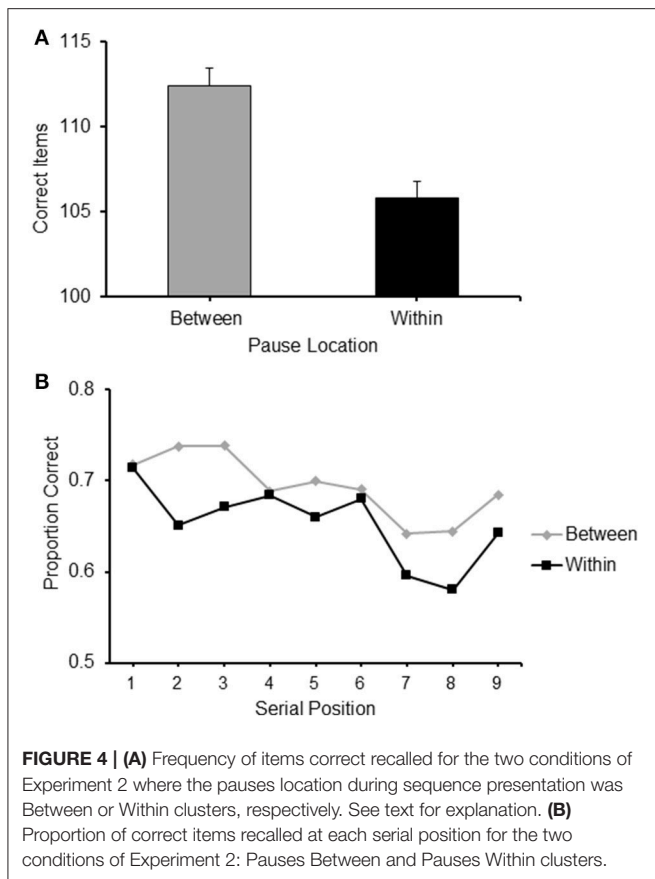 A
115
110
105
100
Correct Items
Between Within
Pause Location
B
0.8
0.7
0.6
0.5
Proportion Correct
1 2 3 4 5 6 7 8 9
Serial Position
Between
Within
FIGURE 4 | (A) Frequency of items correct recalled for the two conditions of
Experiment 2 where the pauses location during sequence presentation was
Between or Within clusters, respectively. See text for explanation. (B)
Proportion of correct items recalled at each serial position for the two
conditions of Experiment 2: Pauses Between and Pauses Within clusters.